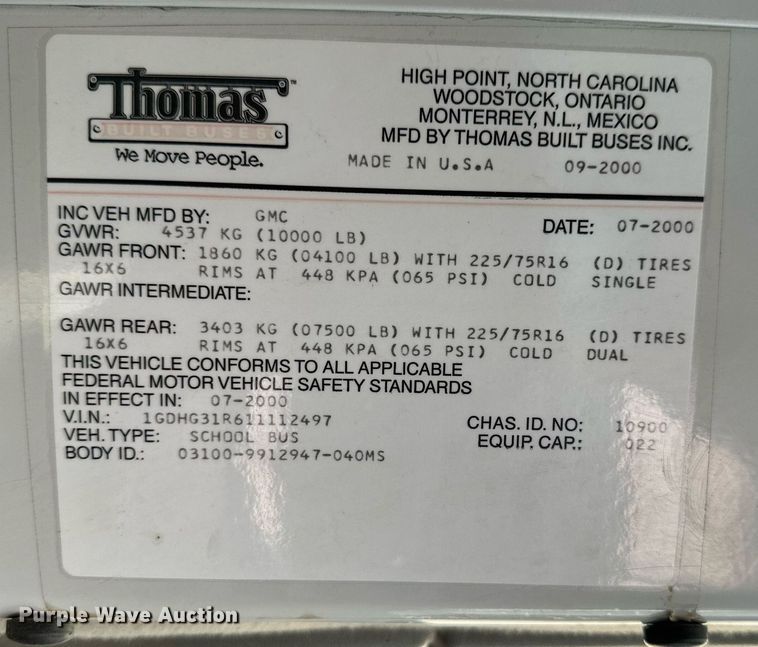 Thomas™
BUILT BUSES
We Move People.
HIGH POINT, NORTH CAROLINA
WOODSTOCK, ONTARIO
MONTERREY, N.L., MEXICO
MFD BY THOMAS BUILT BUSES INC.
MADE IN U.S.A 09-2000
INC VEH MFD BY: GMC DATE: 07-2000
GVWR: 4537 KG (10000 LB)
GAWR FRONT: 1860 KG (04100 LB) WITH 225/75R16 (D) TIRES
16X6 RIMS AT 448 KPA (065 PSI) COLD SINGLE
GAWR INTERMEDIATE:
GAWR REAR: 3403 KG (07500 LB) WITH 225/75R16 (D) TIRES
16X6 RIMS AT 448 KPA (065 PSI) COLD DUAL
THIS VEHICLE CONFORMS TO ALL APPLICABLE
FEDERAL MOTOR VEHICLE SAFETY STANDARDS
IN EFFECT IN: 07-2000
V.I.N.: 1GDHG31R611112497 CHAS. ID. NO: 10900
VEH. TYPE: SCHOOL BUS EQUIP. CAP.: 022
BODY ID.: 03100-9912947-040MS
Purple Wave Auction